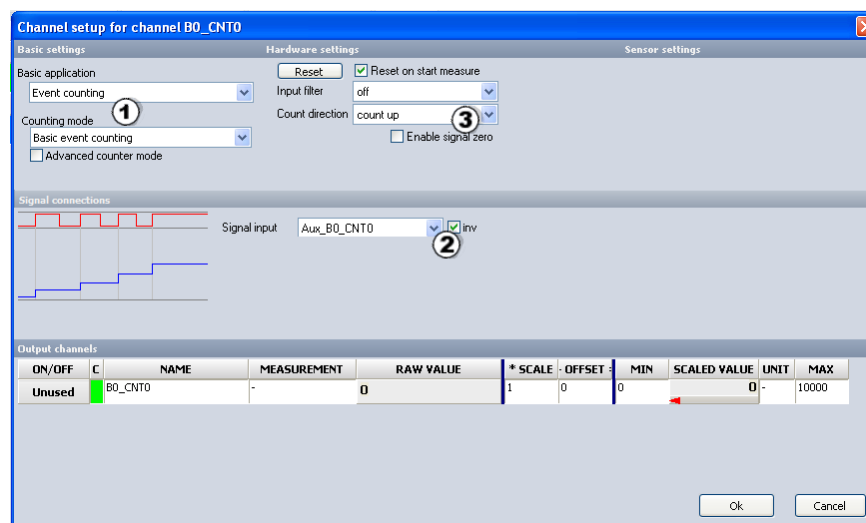 Channel setup for channel B0_CNT0
Basic settings
Hardware settings
Sensor settings
Basic application
Event counting
1
Counting mode
Basic event counting
Advanced counter mode
Reset
Reset on start measure
Input filter
off
Count direction
count up
3
Enable signal zero
Signal connections
Signal input
Aux_B0_CNT0
inv
2
Output channels
ON/OFF C NAME MEASUREMENT RAW VALUE * SCALE - OFFSET = MIN SCALED VALUE UNIT MAX
Unused B0_CNT0 - 0 1 0 0 0 - 10000
Ok
Cancel